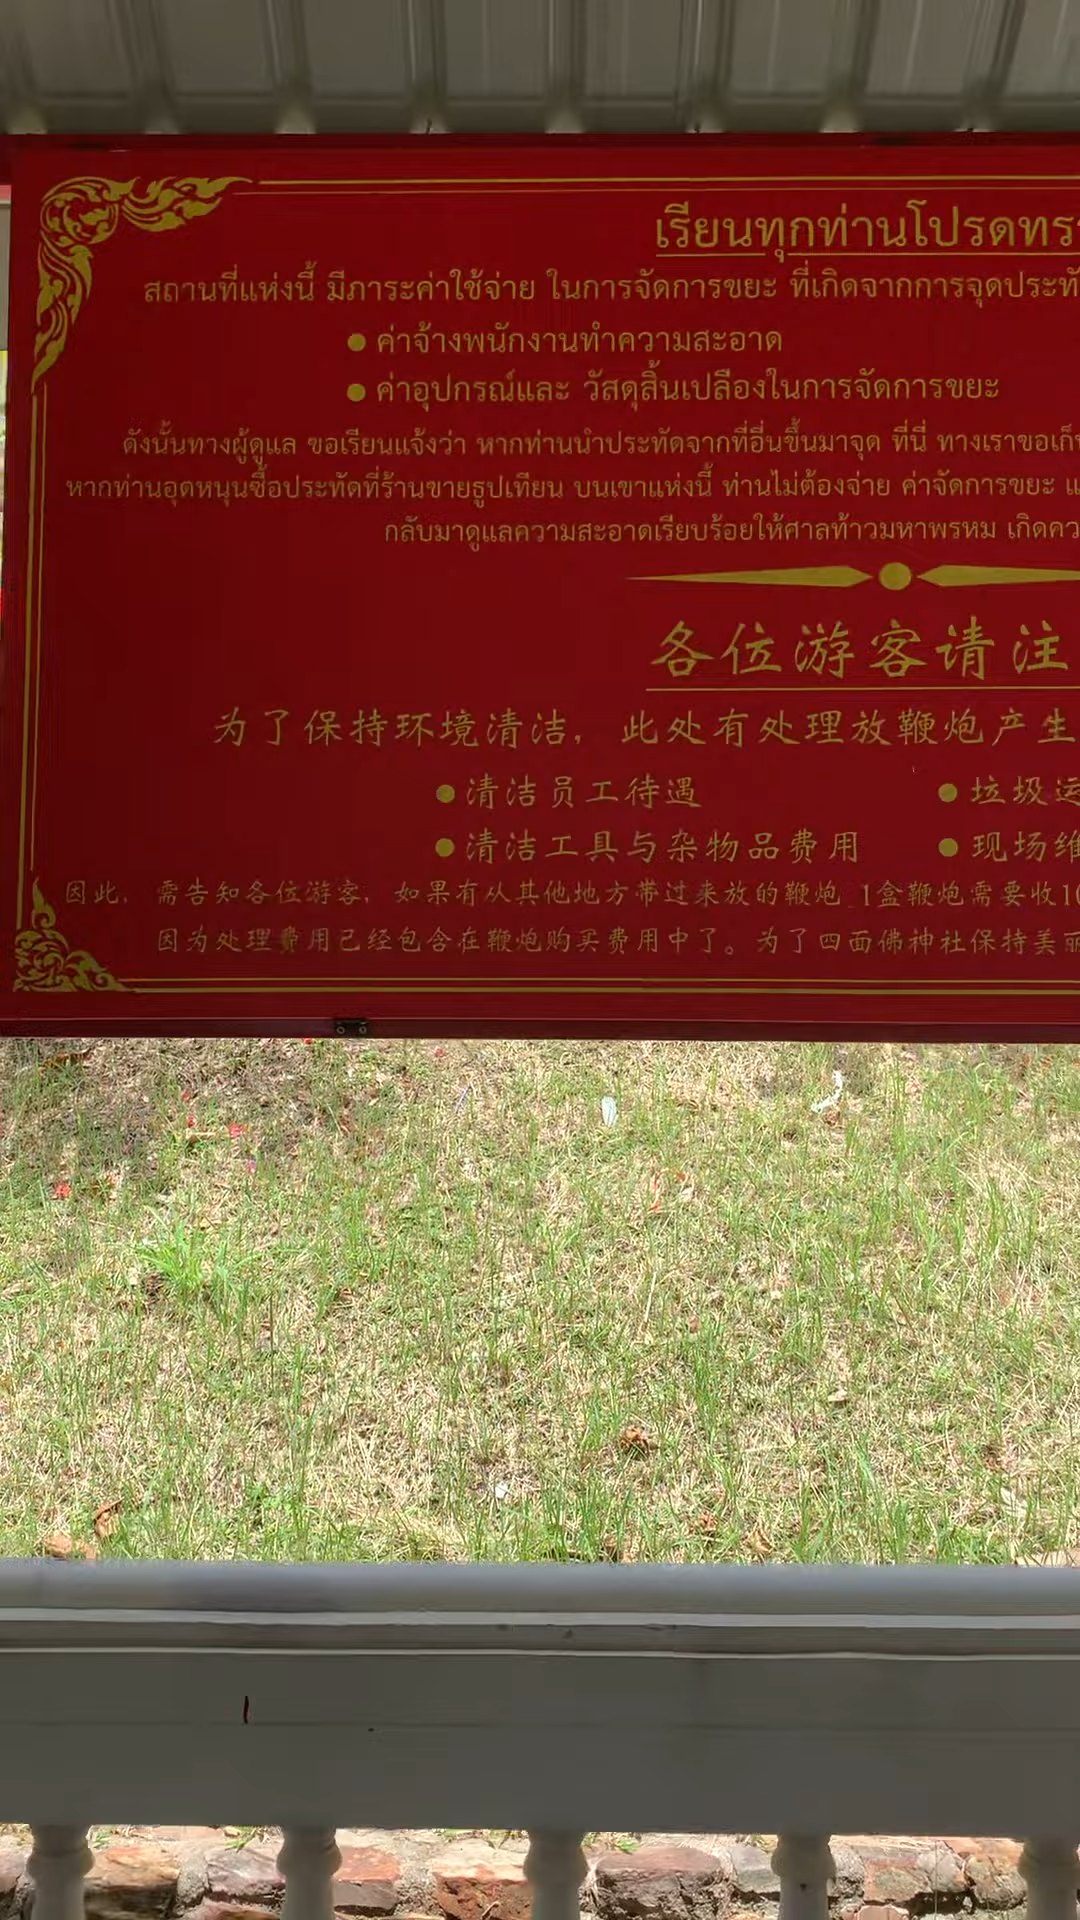 เรียนทุกท่านโปรดทร
สถานที่แห่งนี้ มีภาระค่าใช้จ่าย ในการจัดการขยะ ที่เกิดจากการจุดประทั
● ค่าจ้างพนักงานทำความสะอาด
● ค่าอุปกรณ์และ วัสดุสิ้นเปลืองในการจัดการขยะ
ดังนั้นทางผู้ดูแล ขอเรียนแจ้งว่า หากท่านนำประทัดจากที่อื่นขึ้นมาจุด ที่นี่ ทางเราขอเก็
หากท่านอุดหนุนซื้อประทัดที่ร้านขายธูปเทียน บนเขาแห่งนี้ ท่านไม่ต้องจ่าย ค่าจัดการขยะ แ
กลับมาดูแลความสะอาดเรียบร้อยให้ศาลท้าวมหาพรหม เกิดคว
各位游客请注
为了保持环境清洁，此处有处理放鞭炮产生
● 清洁员工待遇 ● 垃圾运
● 清洁工具与杂物品费用 ● 现场维
因此，需告知各位游客，如果有从其他地方带过来放的鞭炮 1盒鞭炮需要收10
因为处理费用已经包含在鞭炮购买费用中了。为了四面佛神社保持美丽